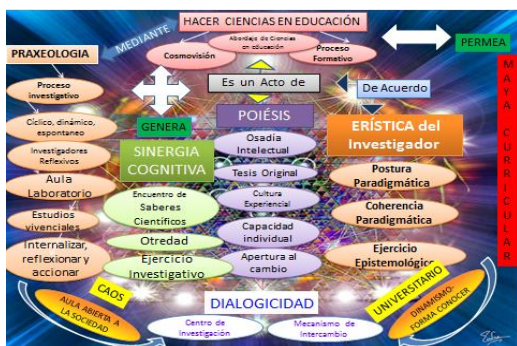 HACER CIENCIAS EN EDUCACIÓN
MEDIANTE
Abordaje de Ciencias
en educación
Cosmovisión
Proceso
Formativo
PERMEA
PRAXEOLOGIA
Es un Acto de
De Acuerdo
MAYA CURRICULAR
Proceso
investigativo
Cíclico, dinámico,
espontaneo
Investigadores
Reflexivos
Aula
Laboratorio
Estudios
vivenciales
Internalizar,
reflexionar y
accionar
GENERA
SINERGIA
COGNITIVA
Encuentro de
Saberes
Científicos
Otredad
Ejercicio
Investigativo
POIÉSIS
Osadía
Intelectual
Tesis Original
Cultura
Experiencial
Capacidad
individual
Apertura al
cambio
ERÍSTICA del
Investigador
Postura
Paradigmática
Coherencia
Paradigmática
Ejercicio
Epistemológico
CAOS
AULA ABIERTA A
LA SOCIEDAD
DIALOGICIDAD
Centro de
Investigación
Mecanismo de
Intercambio
UNIVERSITARIO
DINAMISMO-
FORMA CONOCER